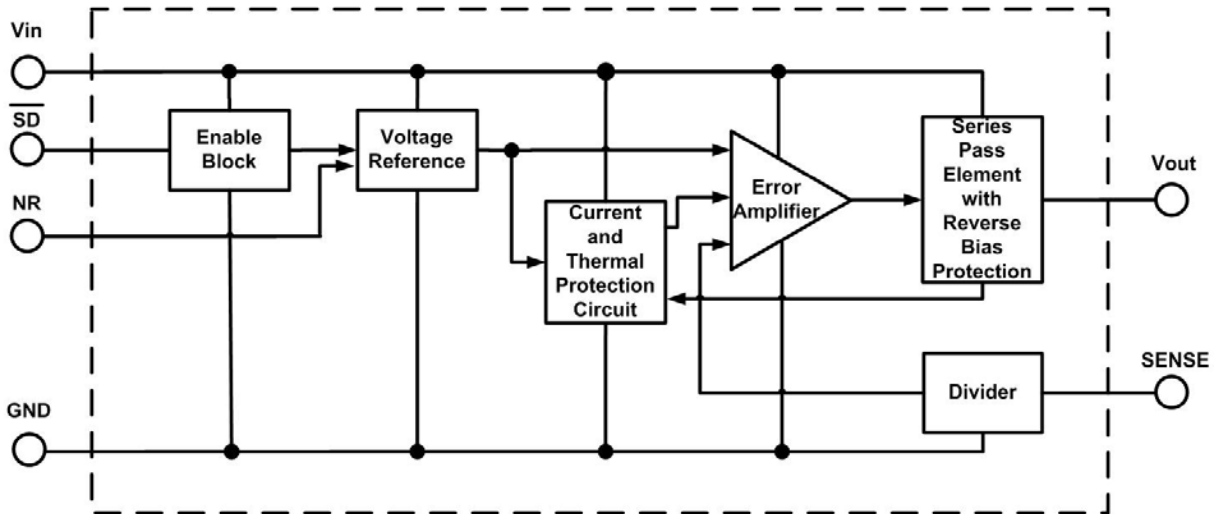 Vin
SD
NR
GND
Enable
Block
Voltage
Reference
Current
and
Thermal
Protection
Circuit
Error
Amplifier
Series
Pass
Element
with
Reverse
Bias
Protection
Divider
Vout
SENSE